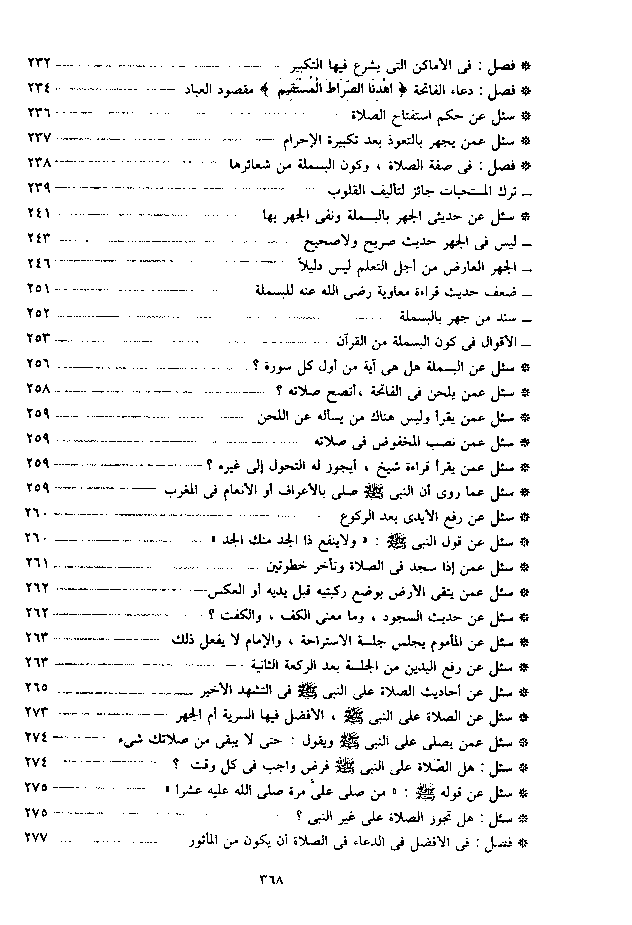 * فصل : فى الأماكن التى يشرع فيها التكبير ٢٣٢
* فصل : دعاء الفاتحة ﴿ اهْدِنَا الصِّرَاطَ الْمُسْتَقِيمَ ﴾ مقصود العباد ٢٣٤
* سئل عن حكم استفتاح الصلاة ٢٣٦
* سئل عمن يجهر بالتعوذ بعد تكبيرة الإحرام ٢٣٧
* فصل : فى صفة الصلاة ، وكون البسملة من شعائرها ٢٣٨
ــ ترك المستحبات جائز لتأليف القلوب ٢٣٩
* سئل عن حديثى الجهر بالبسملة ونفى الجهر بها ٢٤١
ــ ليس فى الجهر حديث صريح ولاصحيح ٢٤٣
ــ الجهر العارض من أجل التعلم ليس دليلاً ٢٤٦
ــ ضعف حديث قراءة معاوية رضى الله عنه للبسملة ٢٥١
ــ سند من جهر بالبسملة ٢٥٢
ــ الأقوال فى كون البسملة من القرآن ٢٥٣
* سئل عن البسملة هل هى آية من أول كل سورة ؟ ٢٥٦
* سئل عمن يلحن فى الفاتحة ، أتصح صلاته ؟ ٢٥٨
* سئل عمن يقرأ وليس هناك من يسأله عن اللحن ٢٥٩
* سئل عمن نصب المخفوض فى صلاته ٢٥٩
* سئل عمن يقرأ قراءة شيخ ، أيجوز له التحول إلى غيره ؟ ٢٥٩
* سئل عما روى أن النبى ﷺ صلى بالأعراف أو الأنعام فى المغرب ٢٥٩
* سئل عن رفع الأيدى بعد الركوع ٢٦٠
* سئل عن قول النبى ﷺ : « ولاينفع ذا الجد منك الجد » ٢٦٠
* سئل عمن إذا سجد فى الصلاة وتأخر خطوتين ٢٦١
* سئل عمن يتقى الأرض بوضع ركبتيه قبل يديه أو العكس ٢٦٢
* سئل عن حديث السجود ، وما معنى الكف ، والكفت ؟ ٢٦٢
* سئل عن المأموم يجلس جلسة الاستراحة ، والإمام لا يفعل ذلك ٢٦٣
* سئل عن رفع اليدين من الجلسة بعد الركعة الثانية ٢٦٣
* سئل عن أحاديث الصلاة على النبى ﷺ فى التشهد الأخير ٢٦٥
* سئل عن الصلاة على النبى ﷺ ، الأفضل فيها السرية أم الجهر ٢٧٣
* سئل عمن يصلى على النبى ﷺ ويقول : حتى لا يبقى من صلاتك شىء ٢٧٤
* سئل : هل الصّلاة على النبى ﷺ فرض واجب فى كل وقت ؟ ٢٧٤
* سئل عن قوله ﷺ : « من صلى علىَّ مرة صلى الله عليه عشرا » ٢٧٥
* سئل : هل تجوز الصلاة على غير النبى ؟ ٢٧٥
* فصل : فى الأفضل فى الدعاء فى الصلاة أن يكون من المأثور ٢٧٧
٣٦٨